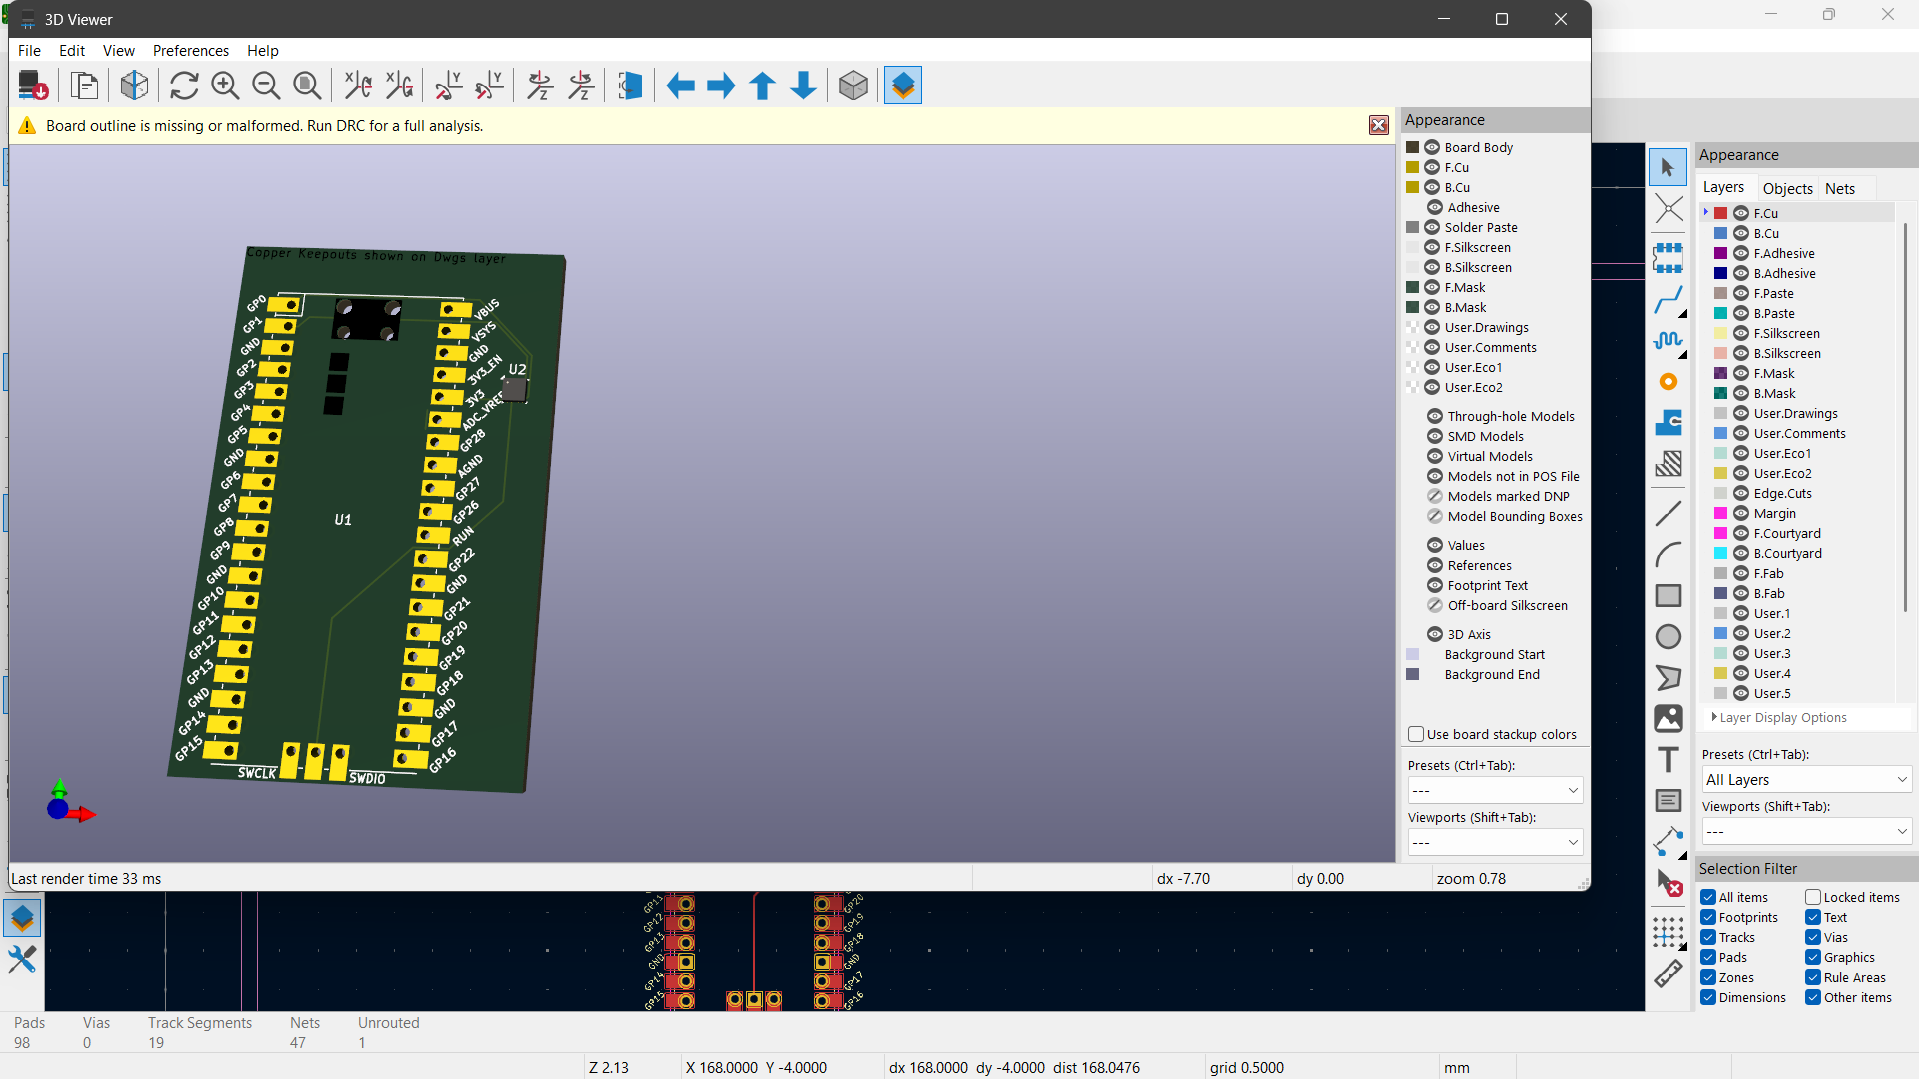 3D Viewer
File Edit View Preferences Help
Board outline is missing or malformed. Run DRC for a full analysis.
Copper Keepouts shown on Dwgs layer
GP0
GP1
GND
GP2
GP3
GP4
GP5
GND
GP6
GP7
GP8
GP9
GND
GP10
GP11
GP12
GP13
GND
GP14
GP15
VBUS
VSYS
GND
3V3_EN
3V3
ADC_VREF
GP28
AGND
GP27
GP26
RUN
GP22
GND
GP21
GP20
GP19
GP18
GND
GP17
GP16
U2
U1
SWCLK
SWDIO
Appearance
Board Body
F.Cu
B.Cu
Adhesive
Solder Paste
F.Silkscreen
B.Silkscreen
F.Mask
B.Mask
User.Drawings
User.Comments
User.Eco1
User.Eco2
Through-hole Models
SMD Models
Virtual Models
Models not in POS File
Models marked DNP
Model Bounding Boxes
Values
References
Footprint Text
Off-board Silkscreen
3D Axis
Background Start
Background End
Use board stackup colors
Presets (Ctrl+Tab):
---
Viewports (Shift+Tab):
---
Last render time 33 ms
dx -7.70
dy 0.00
zoom 0.78
Appearance
Layers Objects Nets
F.Cu
B.Cu
F.Adhesive
B.Adhesive
F.Paste
B.Paste
F.Silkscreen
B.Silkscreen
F.Mask
B.Mask
User.Drawings
User.Comments
User.Eco1
User.Eco2
Edge.Cuts
Margin
F.Courtyard
B.Courtyard
F.Fab
B.Fab
User.1
User.2
User.3
User.4
User.5
Layer Display Options
Presets (Ctrl+Tab):
All Layers
Viewports (Shift+Tab):
---
Selection Filter
All items Locked items
Footprints Text
Tracks Vias
Pads Graphics
Zones Rule Areas
Dimensions Other items
GP11
GP12
GP13
GND
GP14
GP15
GP20
GP19
GP18
GND
GP17
GP16
Pads Vias Track Segments Nets Unrouted
98 0 19 47 1
Z 2.13
X 168.0000 Y -4.0000
dx 168.0000 dy -4.0000 dist 168.0476
grid 0.5000
mm